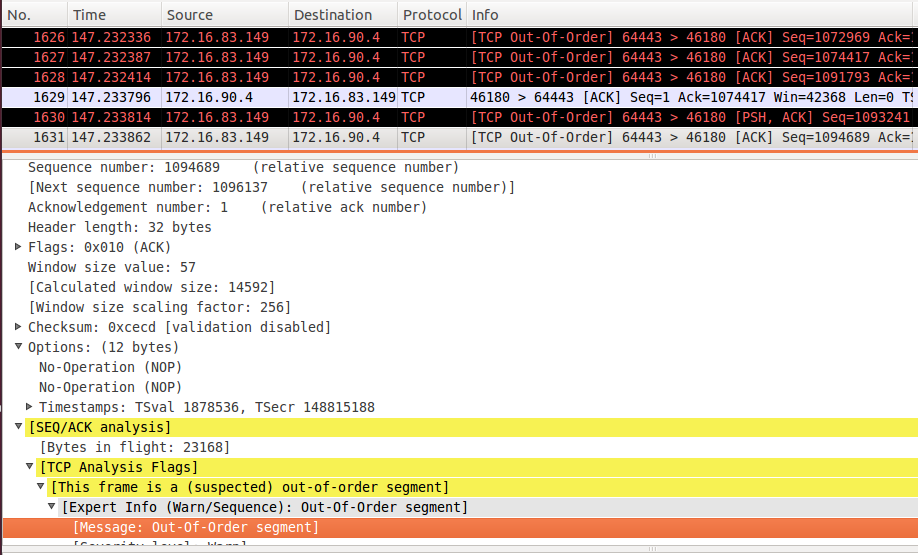 No. Time Source Destination Protocol Info
1626 147.232336 172.16.83.149 172.16.90.4 TCP [TCP Out-Of-Order] 64443 > 46180 [ACK] Seq=1072969 Ack=
1627 147.232387 172.16.83.149 172.16.90.4 TCP [TCP Out-Of-Order] 64443 > 46180 [ACK] Seq=1074417 Ack=
1628 147.232414 172.16.83.149 172.16.90.4 TCP [TCP Out-Of-Order] 64443 > 46180 [ACK] Seq=1091793 Ack=
1629 147.233796 172.16.90.4 172.16.83.149 TCP 46180 > 64443 [ACK] Seq=1 Ack=1074417 Win=42368 Len=0 TS
1630 147.233814 172.16.83.149 172.16.90.4 TCP [TCP Out-Of-Order] 64443 > 46180 [PSH, ACK] Seq=1093241
1631 147.233862 172.16.83.149 172.16.90.4 TCP [TCP Out-Of-Order] 64443 > 46180 [ACK] Seq=1094689 Ack=
Sequence number: 1094689 (relative sequence number)
[Next sequence number: 1096137 (relative sequence number)]
Acknowledgement number: 1 (relative ack number)
Header length: 32 bytes
Flags: 0x010 (ACK)
Window size value: 57
[Calculated window size: 14592]
[Window size scaling factor: 256]
Checksum: 0xcecd [validation disabled]
Options: (12 bytes)
No-Operation (NOP)
No-Operation (NOP)
Timestamps: TSval 1878536, TSecr 148815188
[SEQ/ACK analysis]
[Bytes in flight: 23168]
[TCP Analysis Flags]
[This frame is a (suspected) out-of-order segment]
[Expert Info (Warn/Sequence): Out-Of-Order segment]
[Message: Out-Of-Order segment]
[Severity level: Warn]